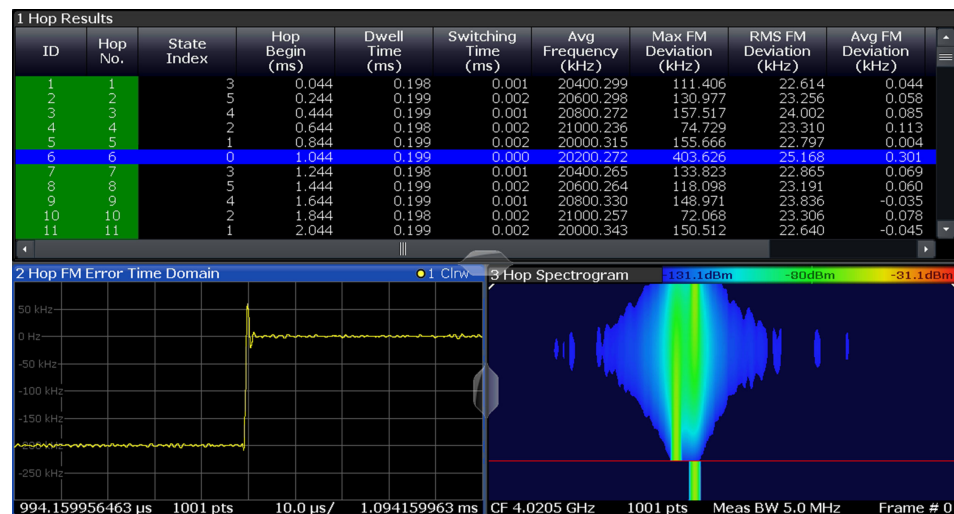 1 Hop Results
ID Hop No. State Index Hop Begin (ms) Dwell Time (ms) Switching Time (ms) Avg Frequency (kHz) Max FM Deviation (kHz) RMS FM Deviation (kHz) Avg FM Deviation (kHz)
1 1 3 0.044 0.198 0.001 20400.299 111.406 22.614 0.044
2 2 5 0.244 0.199 0.002 20600.298 130.977 23.256 0.058
3 3 4 0.444 0.199 0.001 20800.272 157.517 24.002 0.085
4 4 2 0.644 0.198 0.002 21000.236 74.729 23.310 0.113
5 5 1 0.844 0.199 0.002 20000.315 155.666 22.797 0.004
6 6 0 1.044 0.199 0.000 20200.272 403.626 25.168 0.301
7 7 3 1.244 0.198 0.001 20400.265 133.823 22.865 0.069
8 8 5 1.444 0.199 0.002 20600.264 118.098 23.191 0.060
9 9 4 1.644 0.199 0.001 20800.330 148.971 23.836 -0.035
10 10 2 1.844 0.198 0.002 21000.257 72.068 23.306 0.078
11 11 1 2.044 0.199 0.002 20000.343 150.512 22.640 -0.045
2 Hop FM Error Time Domain 1 Clrw
50 kHz
0 Hz
-50 kHz
-100 kHz
-150 kHz
-200 kHz
-250 kHz
994.159956463 µs 1001 pts 10.0 µs/ 1.094159963 ms
3 Hop Spectrogram -131.1dBm -80dBm -31.1dBm
CF 4.0205 GHz 1001 pts Meas BW 5.0 MHz Frame # 0